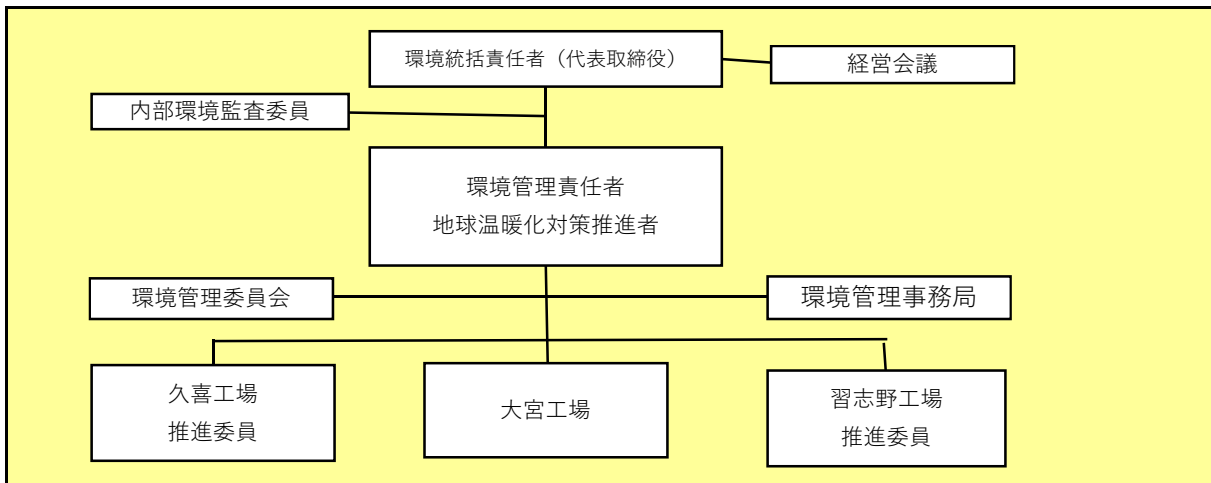 環境統括責任者（代表取締役）
経営会議
内部環境監査委員
環境管理責任者
地球温暖化対策推進者
環境管理委員会
環境管理事務局
久喜工場
推進委員
大宮工場
習志野工場
推進委員